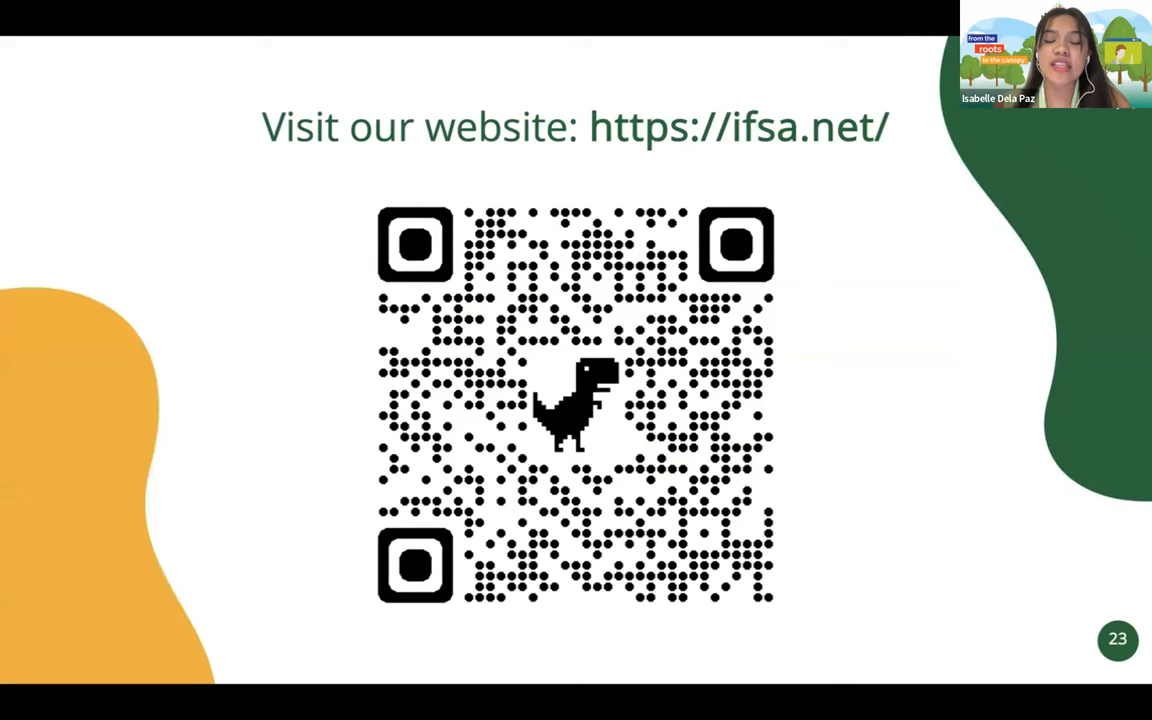 from the
roots
to the canopy
Isabelle Dela Paz
Visit our website: https://ifsa.net/
23